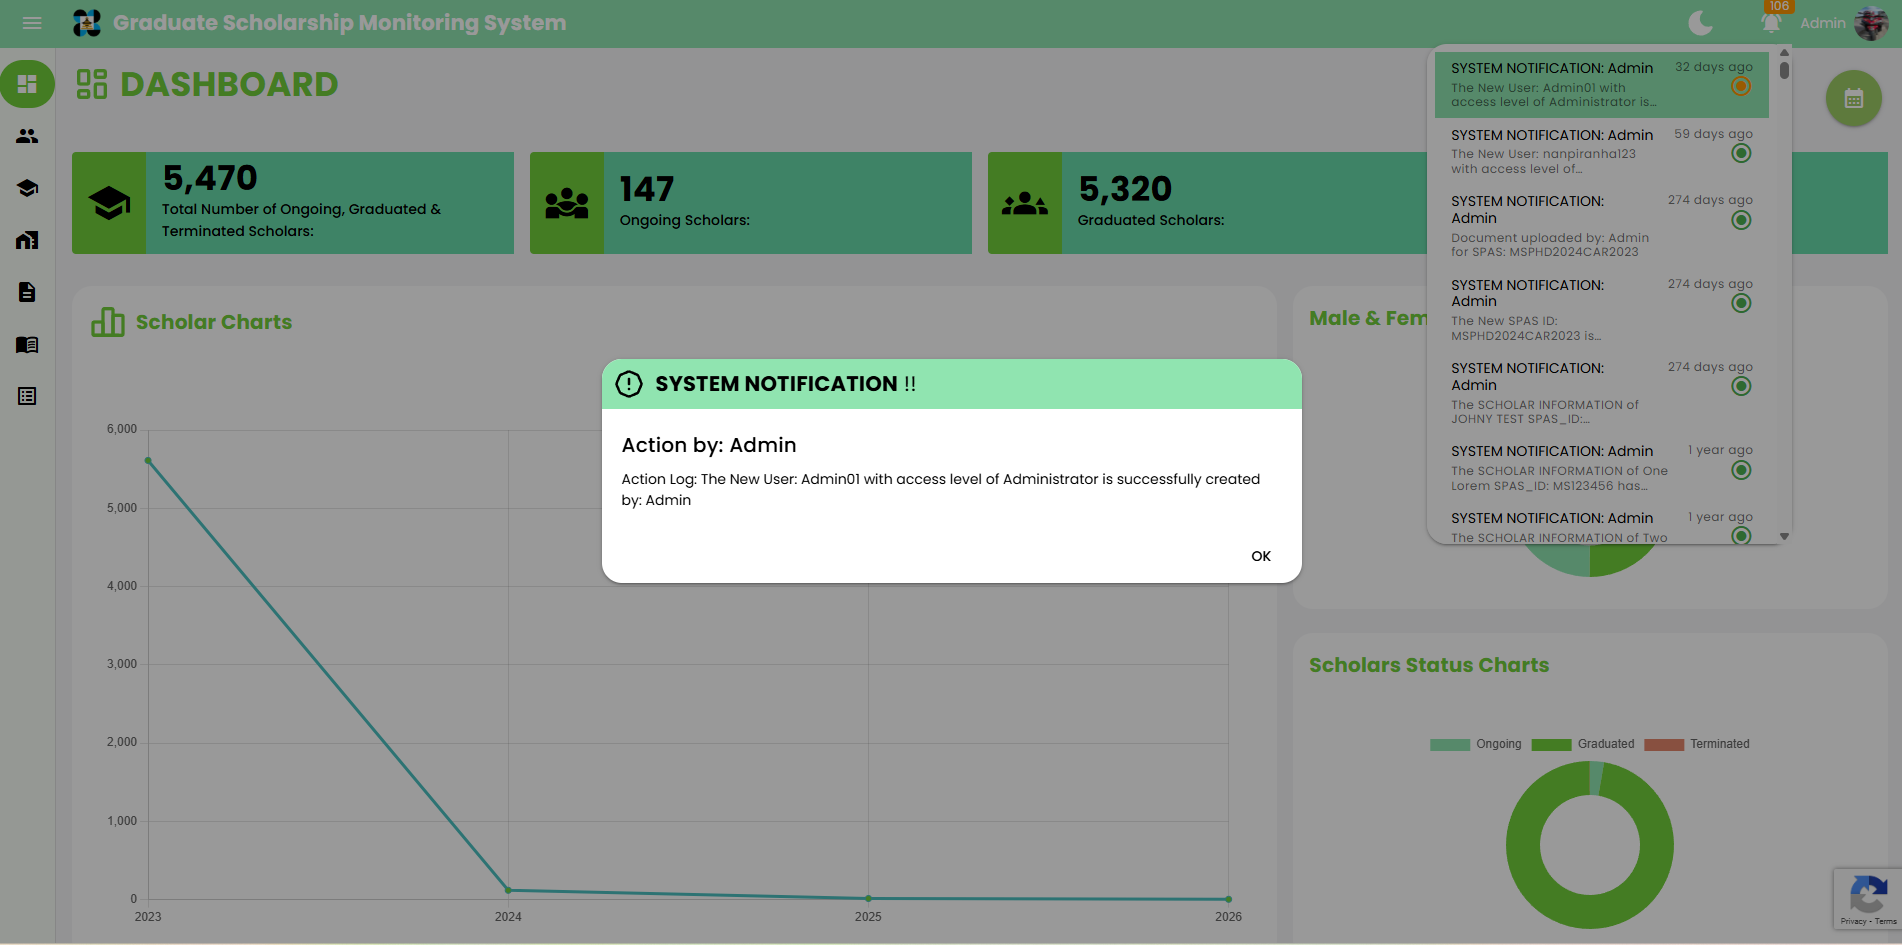 Graduate Scholarship Monitoring System
106
Admin
DASHBOARD
5,470
Total Number of Ongoing, Graduated &
Terminated Scholars:
147
Ongoing Scholars:
5,320
Graduated Scholars:
SYSTEM NOTIFICATION: Admin
32 days ago
The New User: Admin01 with
access level of Administrator is...
SYSTEM NOTIFICATION: Admin
59 days ago
The New User: nanpiranha123
with access level of...
SYSTEM NOTIFICATION:
Admin
274 days ago
Document uploaded by: Admin
for SPAS: MSPHD2024CAR2023
SYSTEM NOTIFICATION:
Admin
274 days ago
The New SPAS ID:
MSPHD2024CAR2023 is...
SYSTEM NOTIFICATION:
Admin
274 days ago
The SCHOLAR INFORMATION of
JOHNY TEST SPAS_ID:...
SYSTEM NOTIFICATION: Admin
1 year ago
The SCHOLAR INFORMATION of One
Lorem SPAS_ID: MS123456 has...
SYSTEM NOTIFICATION: Admin
1 year ago
The SCHOLAR INFORMATION of Two
Scholar Charts
Male & Fem
SYSTEM NOTIFICATION !!
Action by: Admin
Action Log: The New User: Admin01 with access level of Administrator is successfully created
by: Admin
OK
6,000
5,000
4,000
3,000
2,000
1,000
0
2023
2024
2025
2026
Scholars Status Charts
Ongoing
Graduated
Terminated
Privacy - Terms